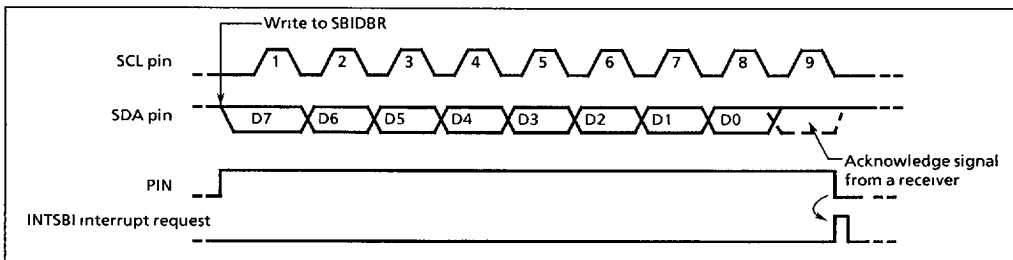 Write to SBIDBR
SCL pin
1 2 3 4 5 6 7 8 9
SDA pin
D7 D6 D5 D4 D3 D2 D1 D0
Acknowledge signal
from a receiver
PIN
INTSBI interrupt request